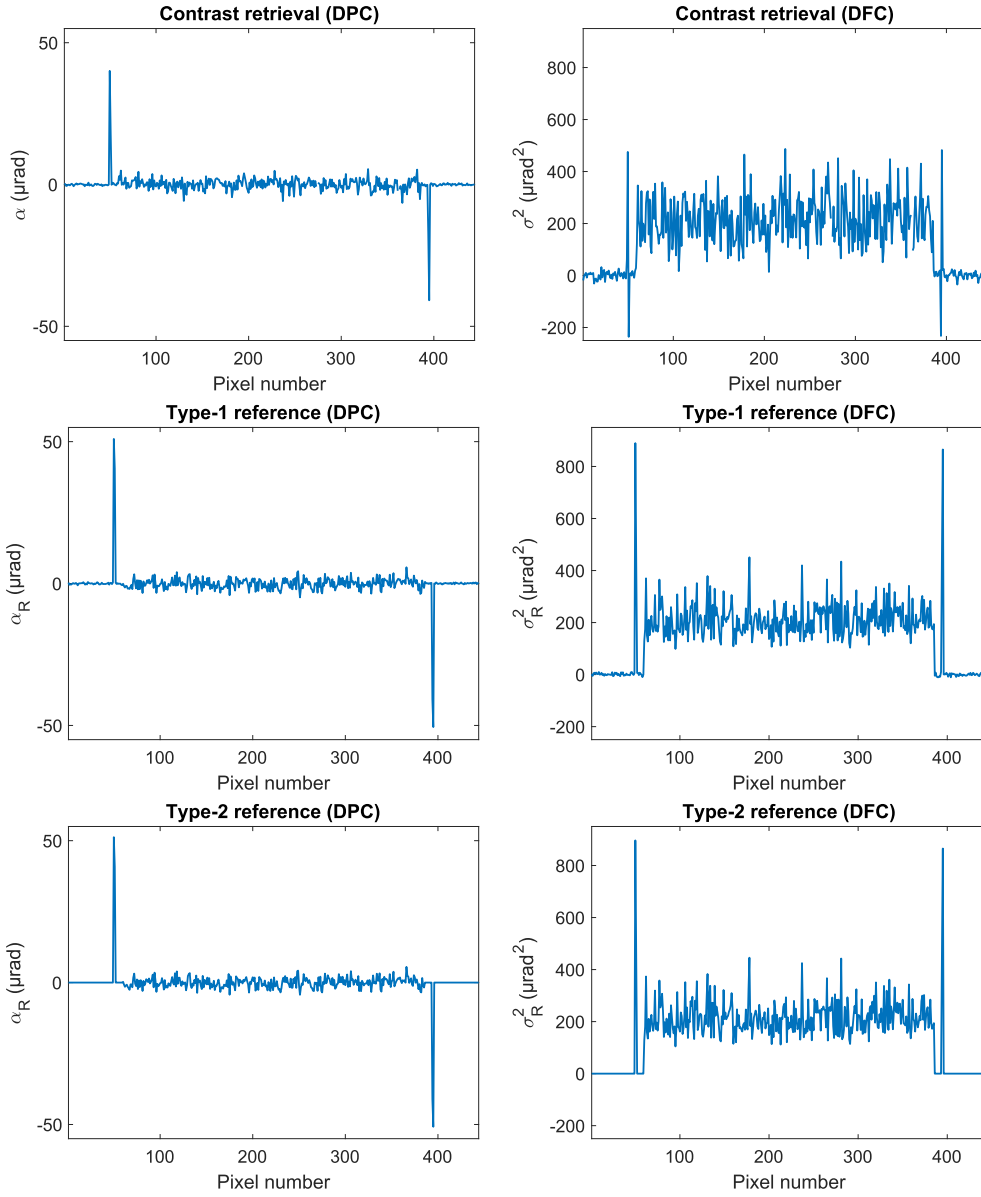 Contrast retrieval (DPC)
50
0
-50
α (μrad)
100 200 300 400
Pixel number
Contrast retrieval (DFC)
800
600
400
200
0
-200
σ² (μrad²)
100 200 300 400
Pixel number
Type-1 reference (DPC)
50
0
-50
α_R (μrad)
100 200 300 400
Pixel number
Type-1 reference (DFC)
800
600
400
200
0
-200
σ²_R (μrad²)
100 200 300 400
Pixel number
Type-2 reference (DPC)
50
0
-50
α_R (μrad)
100 200 300 400
Pixel number
Type-2 reference (DFC)
800
600
400
200
0
-200
σ²_R (μrad²)
100 200 300 400
Pixel number